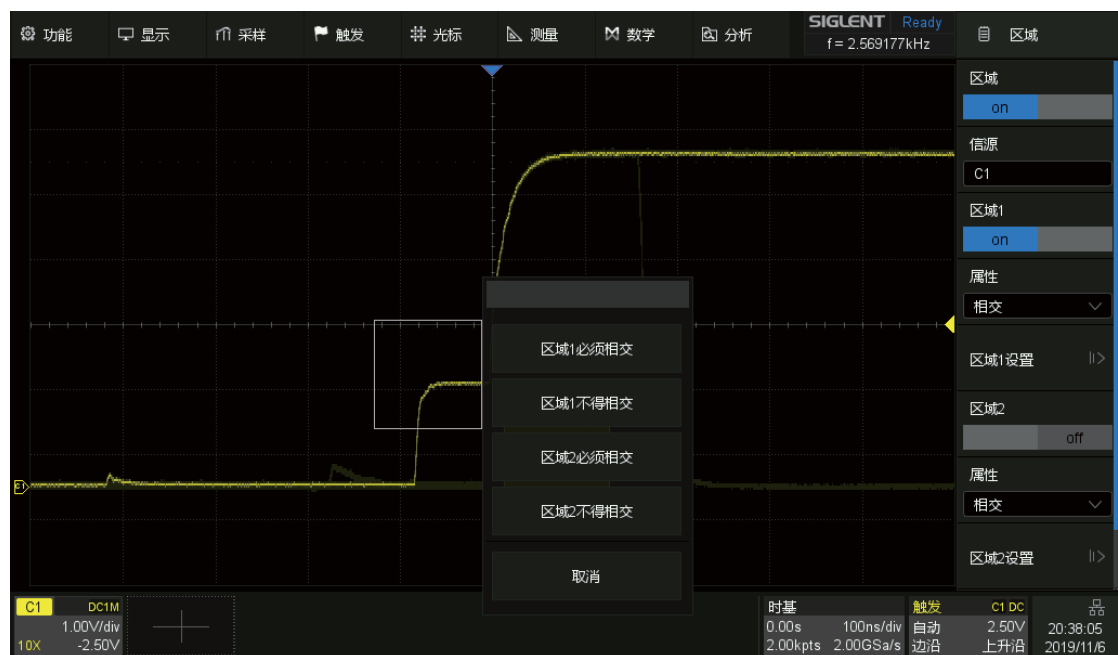 功能 显示 采样 触发 光标 测量 数学 分析 SIGLENT Ready
f = 2.569177kHz
区域
区域
on
信源
C1
区域1
on
属性
相交
区域1设置
区域2
off
属性
相交
区域2设置
区域1必须相交
区域1不得相交
区域2必须相交
区域2不得相交
取消
C1
C1 DC1M
1.00V/div
10X -2.50V
时基
0.00s 100ns/div
2.00kpts 2.00GSa/s
触发 C1 DC
自动 2.50V
边沿 上升沿
20:38:05
2019/11/6